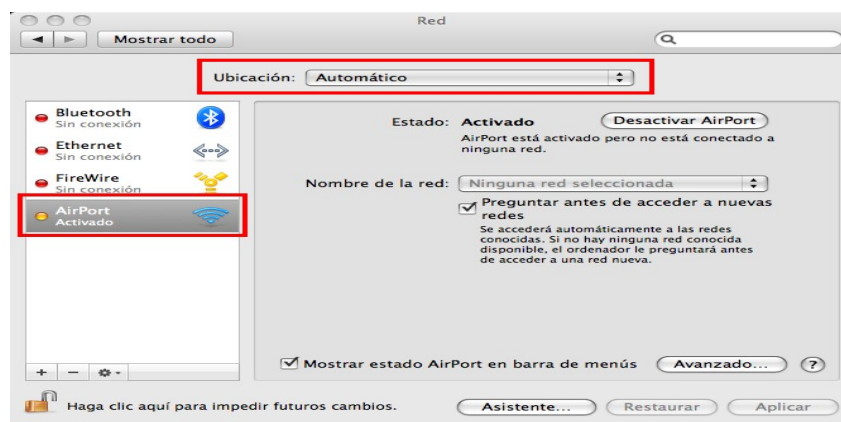 Red
Mostrar todo
Ubicación: Automático
Bluetooth
Sin conexión
Ethernet
Sin conexión
FireWire
Sin conexión
AirPort
Activado
Estado: Activado
Desactivar AirPort
AirPort está activado pero no está conectado a
ninguna red.
Nombre de la red: Ninguna red seleccionada
Preguntar antes de acceder a nuevas
redes
Se accederá automáticamente a las redes
conocidas. Si no hay ninguna red conocida
disponible, el ordenador le preguntará antes
de acceder a una red nueva.
Mostrar estado AirPort en barra de menús
Avanzado...
?
Haga clic aquí para impedir futuros cambios.
Asistente...
Restaurar
Aplicar